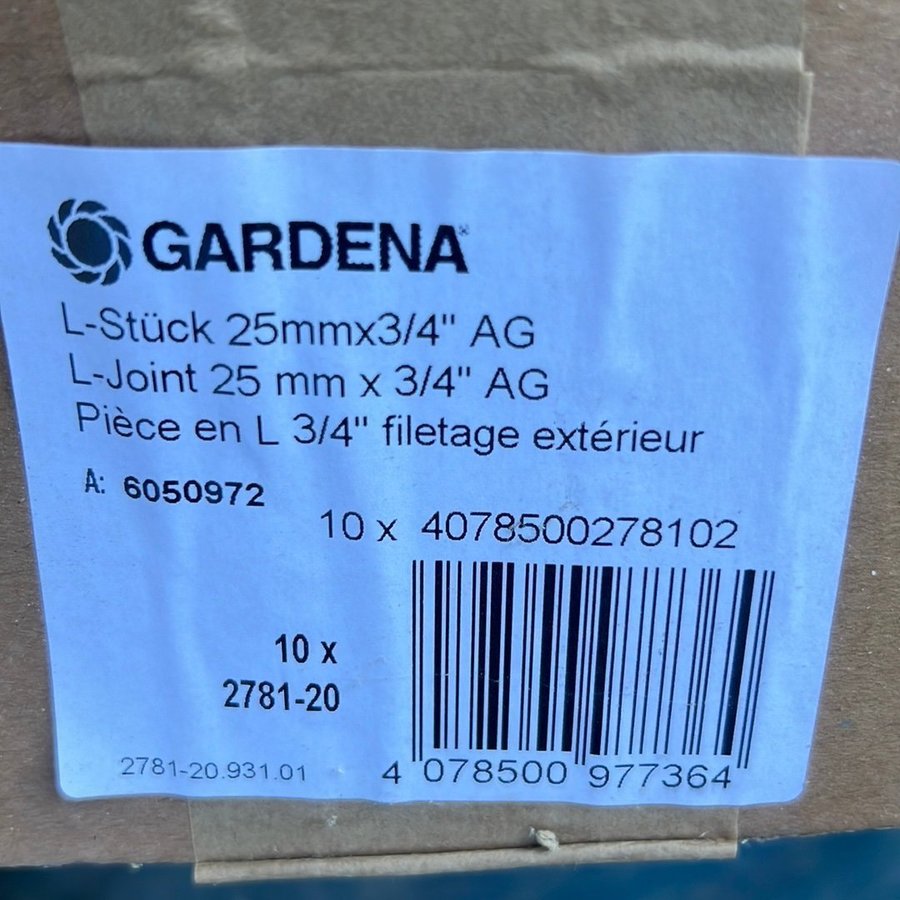 GARDENA®
L-Stück 25mmx3/4" AG
L-Joint 25 mm x 3/4" AG
Pièce en L 3/4" filetage extérieur
A: 6050972
10 x 4078500278102
10 x
2781-20
2781-20.931.01
4 078500 977364